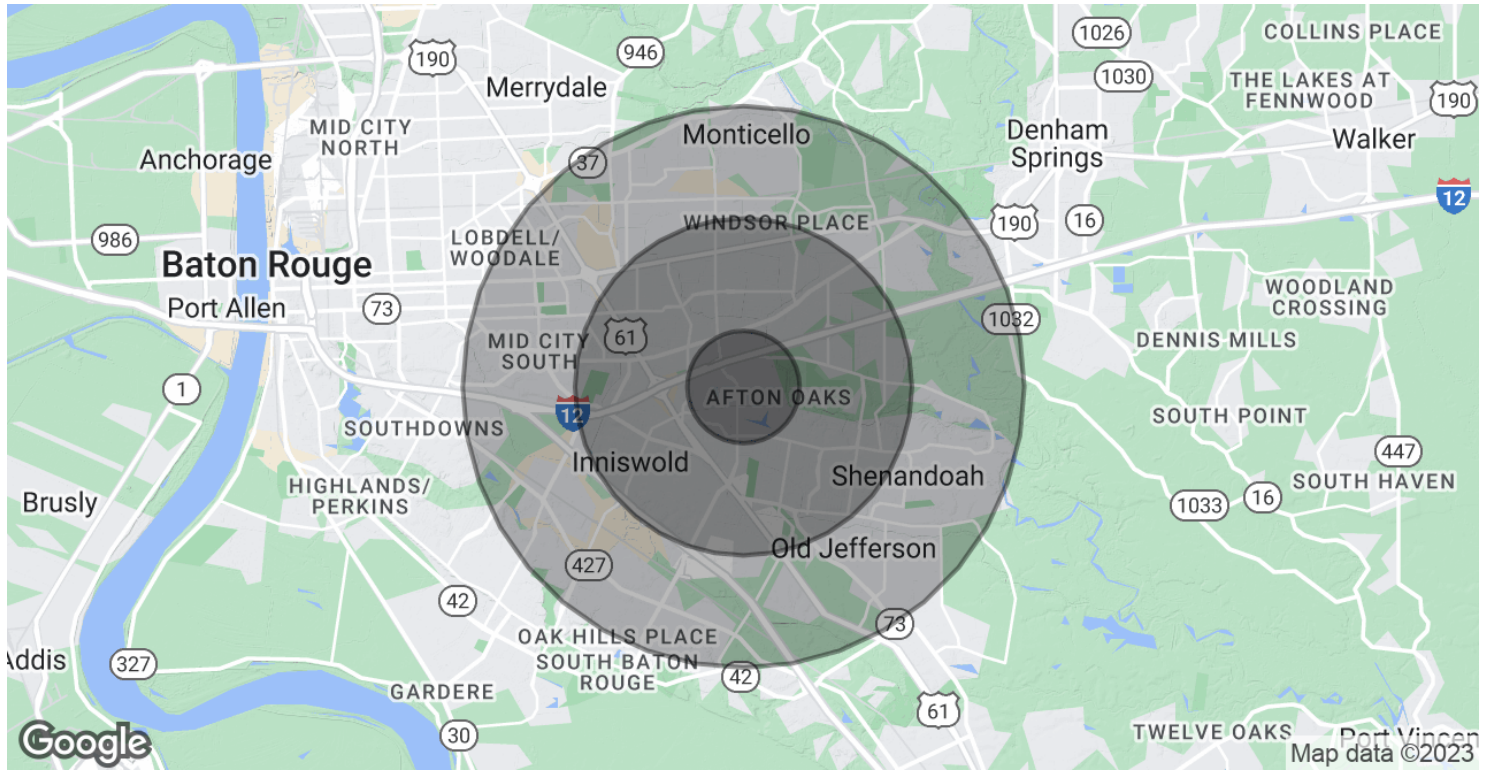 1026
COLLINS PLACE
946
190
1030
Merrydale
THE LAKES AT
FENNWOOD
190
MID CITY
NORTH
Monticello
Denham
Springs
Walker
Anchorage
37
12
986
WINDSOR PLACE
190
16
LOBDELL/
WOODALE
Baton Rouge
Port Allen
73
WOODLAND
CROSSING
1032
61
MID CITY
SOUTH
DENNIS MILLS
1
AFTON OAKS
12
SOUTHDOWNS
SOUTH POINT
447
Inniswold
Shenandoah
SOUTH HAVEN
HIGHLANDS/
PERKINS
Brusly
1033
16
Old Jefferson
427
42
73
OAK HILLS PLACE
SOUTH BATON
ROUGE
Addis
327
42
GARDERE
61
30
TWELVE OAKS
Port Vincen
Google
Map data ©2023